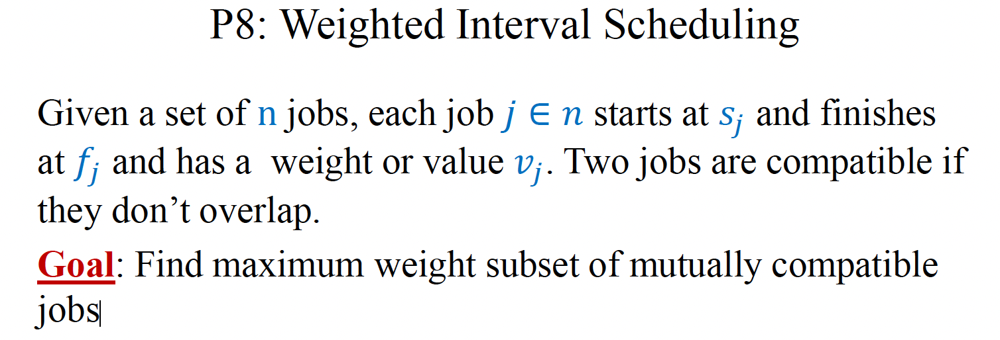 P8: Weighted Interval Scheduling
Given a set of n jobs, each job j ∈ n starts at s_j and finishes
at f_j and has a  weight or value v_j. Two jobs are compatible if
they don’t overlap.
Goal: Find maximum weight subset of mutually compatible
jobs